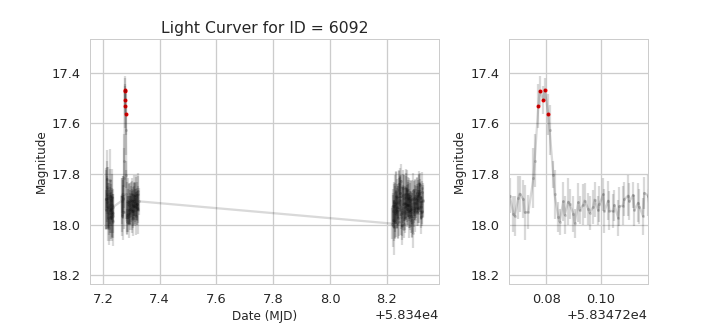 Light Curver for ID = 6092
17.4
17.6
17.8
18.0
18.2
Magnitude
7.2 7.4 7.6 7.8 8.0 8.2
Date (MJD)
+5.834e4
17.4
17.6
17.8
18.0
18.2
Magnitude
0.08 0.10
+5.83472e4